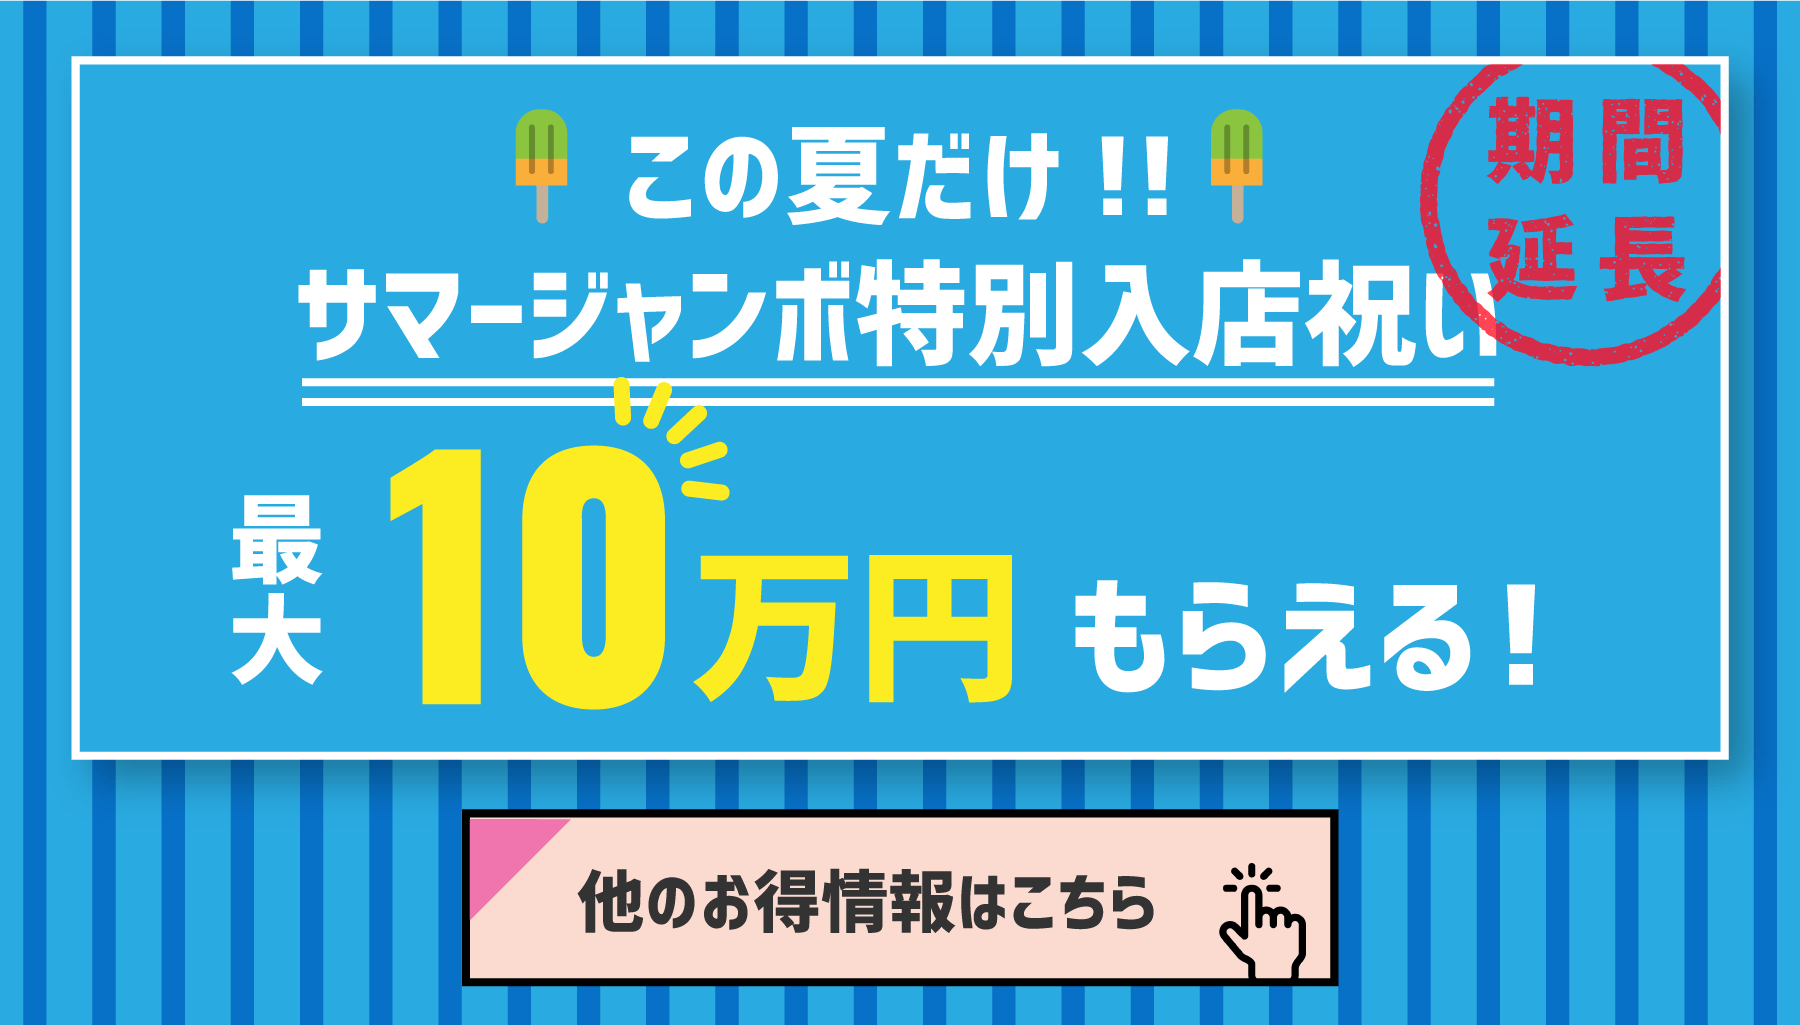 この夏だけ!!
期間
延長
サマージャンボ特別入店祝い
最大10万円もらえる!
他のお得情報はこちら